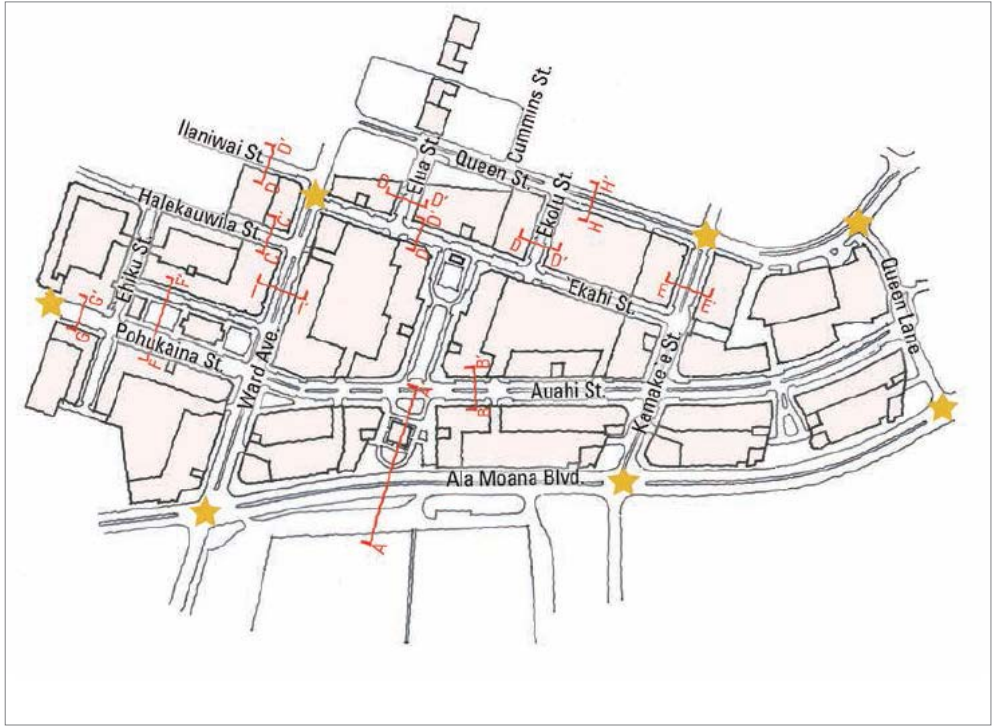 Cummins St.
Ilaniwai St.
D'
D
Queen St.
Elua St.
B
D'
Ekolu St.
H'
H
Halekauwila St.
C'
C
D'
D
D
D'
D
Ehiku St.
F'
I
I'
'Ekahi St.
E
E'
Queen Lane
G'
G
Pohukaina St.
F
Ward Ave.
A'
B'
B
Auahi St.
Kamake'e St.
Ala Moana Blvd.
A